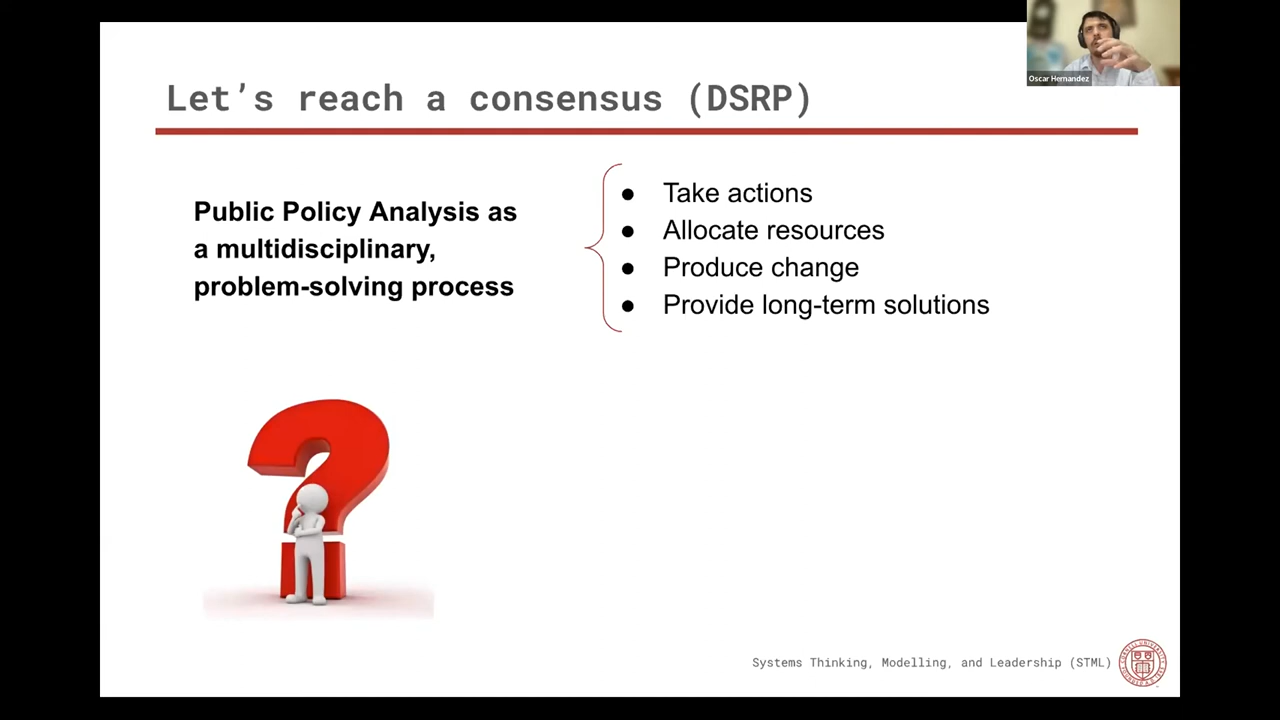 Oscar Hernandez
Let's reach a consensus (DSRP)
Public Policy Analysis as
a multidisciplinary,
problem-solving process
● Take actions
● Allocate resources
● Produce change
● Provide long-term solutions
Systems Thinking, Modelling, and Leadership (STML)